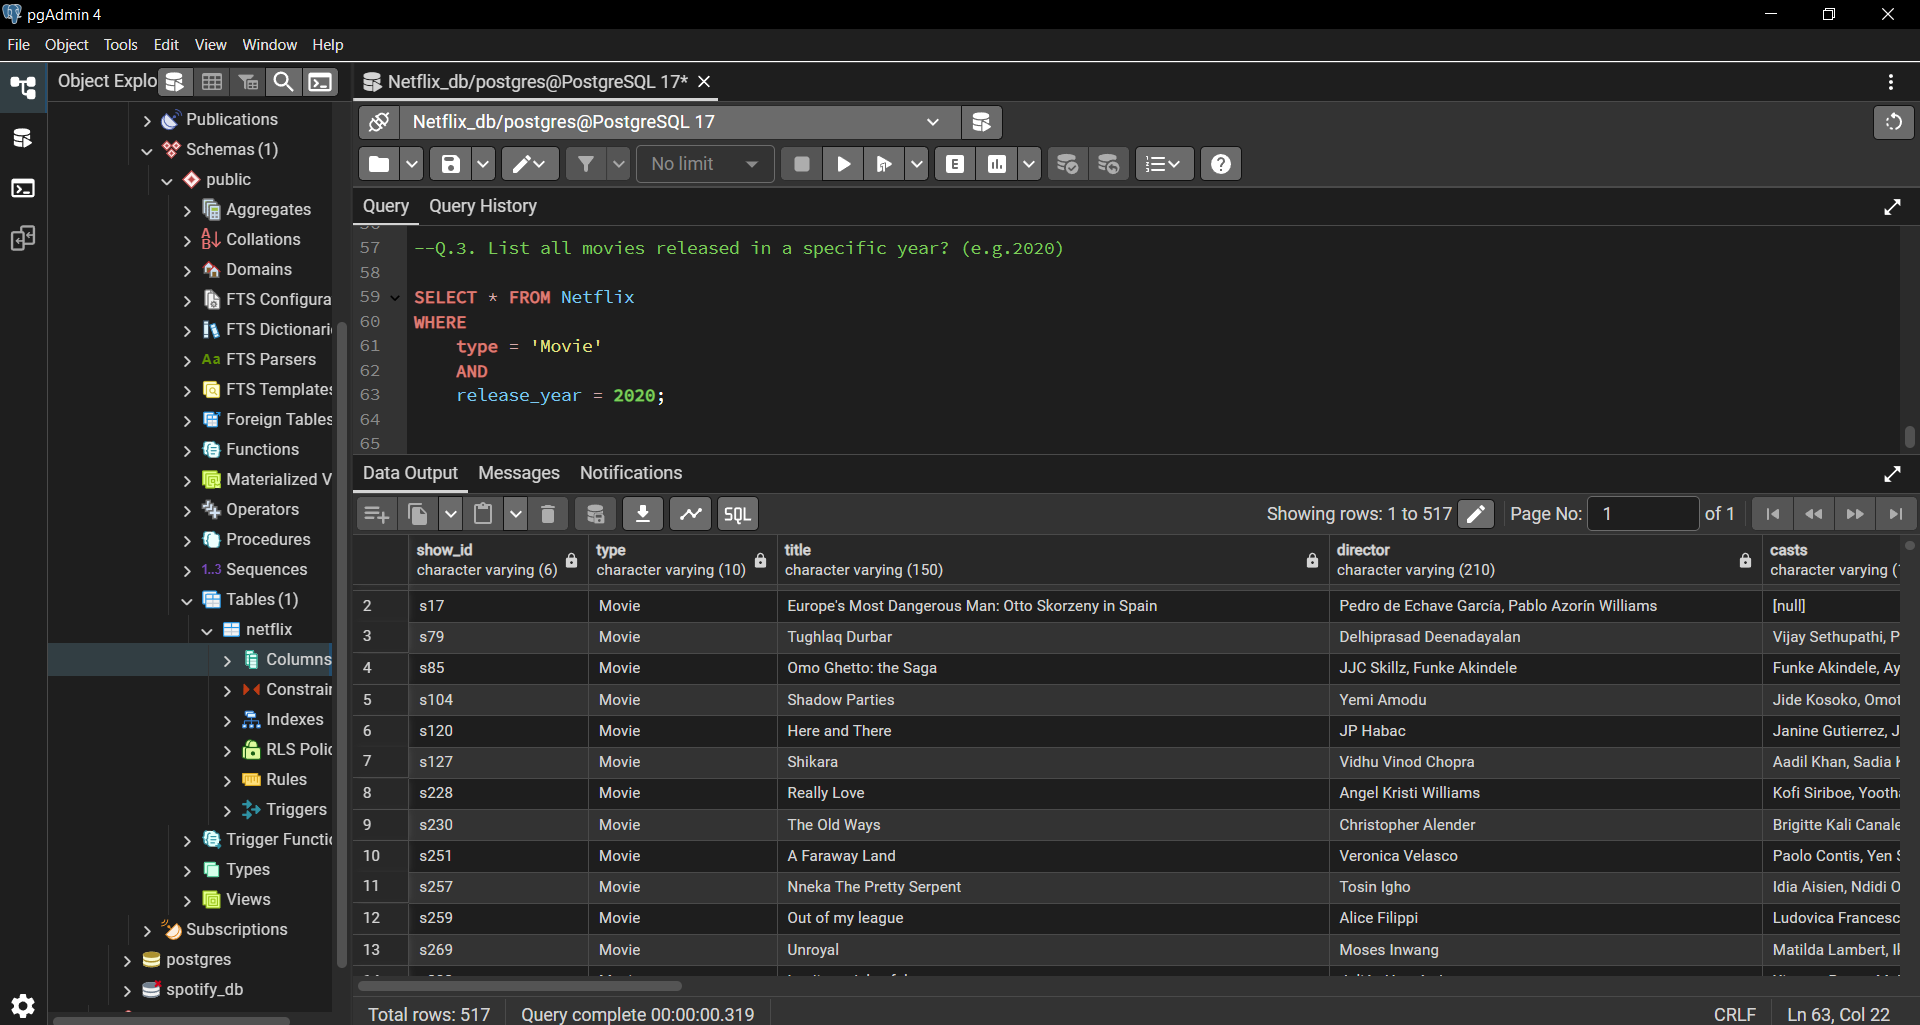 pgAdmin 4
File Object Tools Edit View Window Help
Object Explo
Netflix_db/postgres@PostgreSQL 17*
Publications
Schemas (1)
public
Aggregates
Collations
Domains
FTS Configura
FTS Dictionari
Aa FTS Parsers
FTS Templates
Foreign Tables
Functions
Materialized V
Operators
Procedures
1..3 Sequences
Tables (1)
netflix
Columns
Constrai
Indexes
RLS Polic
Rules
Triggers
Trigger Functi
Types
Views
Subscriptions
postgres
spotify_db
Netflix_db/postgres@PostgreSQL 17
No limit
E
Query Query History
57 --Q.3. List all movies released in a specific year? (e.g.2020)
58
59 SELECT * FROM Netflix
60 WHERE
61 type = 'Movie'
62 AND
63 release_year = 2020;
64
65
Data Output Messages Notifications
SQL Showing rows: 1 to 517 Page No: 1 of 1
show_id type title director casts
character varying (6) character varying (10) character varying (150) character varying (210) character varying (
2 s17 Movie Europe's Most Dangerous Man: Otto Skorzeny in Spain Pedro de Echave García, Pablo Azorín Williams [null]
3 s79 Movie Tughlaq Durbar Delhiprasad Deenadayalan Vijay Sethupathi, P
4 s85 Movie Omo Ghetto: the Saga JJC Skillz, Funke Akindele Funke Akindele, Ay
5 s104 Movie Shadow Parties Yemi Amodu Jide Kosoko, Omot
6 s120 Movie Here and There JP Habac Janine Gutierrez, J
7 s127 Movie Shikara Vidhu Vinod Chopra Aadil Khan, Sadia K
8 s228 Movie Really Love Angel Kristi Williams Kofi Siriboe, Yooth
9 s230 Movie The Old Ways Christopher Alender Brigitte Kali Canale
10 s251 Movie A Faraway Land Veronica Velasco Paolo Contis, Yen S
11 s257 Movie Nneka The Pretty Serpent Tosin Igho Idia Aisien, Ndidi O
12 s259 Movie Out of my league Alice Filippi Ludovica Francesc
13 s269 Movie Unroyal Moses Inwang Matilda Lambert, Ik
Total rows: 517 Query complete 00:00:00.319 CRLF Ln 63, Col 22